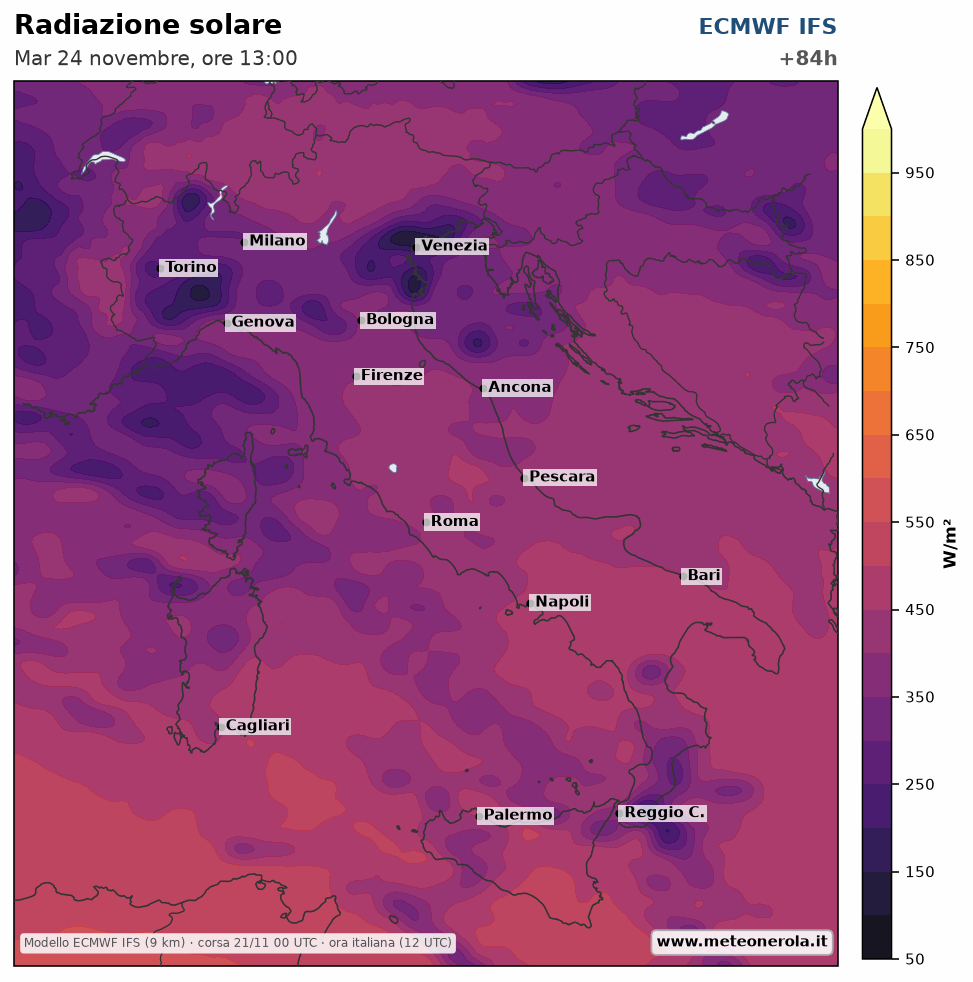 Radiazione solare
ECMWF IFS
Mar 24 novembre, ore 13:00
+84h
Milano
Venezia
Torino
Genova
Bologna
Firenze
Ancona
Pescara
Roma
Bari
Napoli
Cagliari
Palermo
Reggio C.
950
850
750
650
550
450
350
250
150
50
W/m²
Modello ECMWF IFS (9 km) · corsa 21/11 00 UTC · ora italiana (12 UTC)
www.meteonerola.it